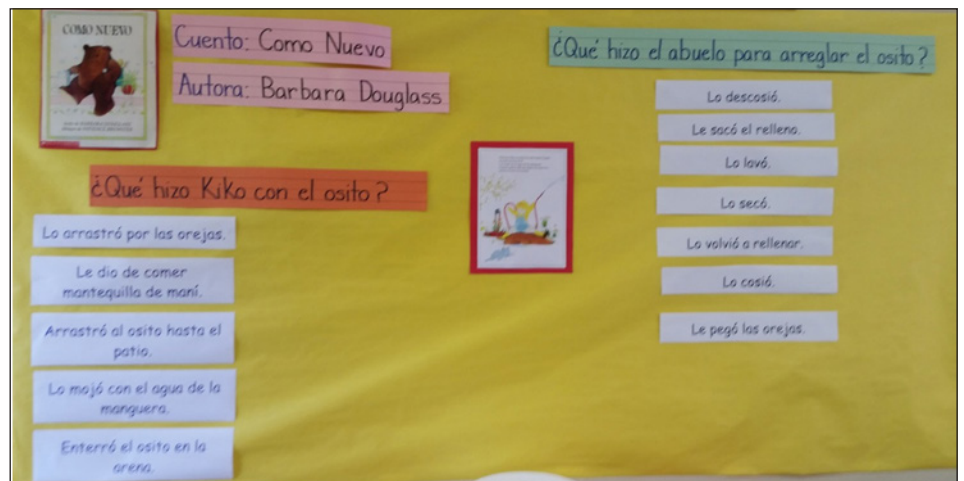 COMO NUEVO
Cuento: Como Nuevo
Autora: Barbara Douglass
¿Qué hizo Kiko con el osito?
Lo arrastró por las orejas.
Le dio de comer
mantequilla de maní.
Arrastró al osito hasta el
patio.
Lo mojó con el agua de la
manguera.
Enterró el osito en la
arena.
¿Qué hizo el abuelo para arreglar el osito?
Lo descosió.
Le sacó el relleno.
Lo lavó.
Lo secó.
Lo volvió a rellenar.
Lo cosió.
Le pegó las orejas.